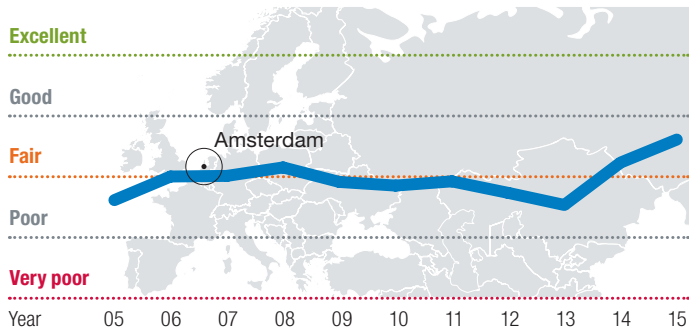 Excellent
Good
Amsterdam
Fair
Poor
Very poor
Year 05 06 07 08 09 10 11 12 13 14 15